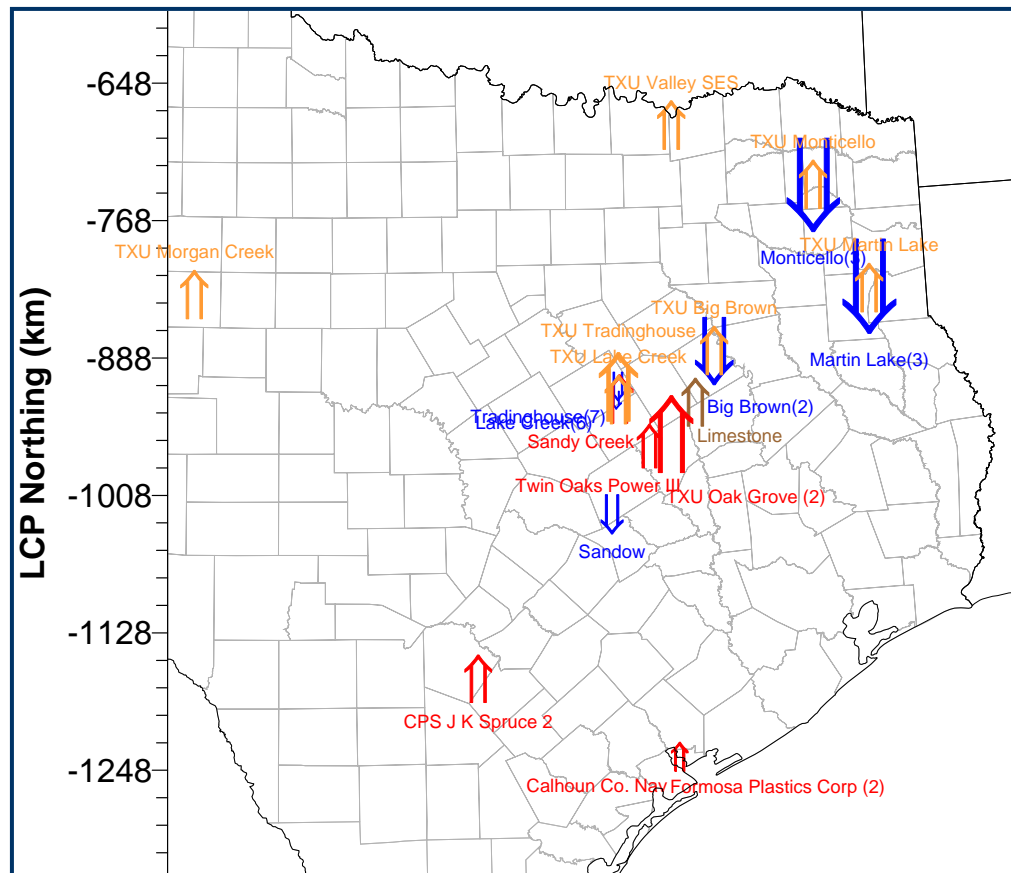 LCP Northing (km)
-648
-768
-888
-1008
-1128
-1248
TXU Valley SES
TXU Monticello
TXU Morgan Creek
TXU Martin Lake
Monticello(3)
TXU Big Brown
TXU Tradinghouse
TXU Lake Creek
Martin Lake(3)
Big Brown(2)
Tradinghouse(7)
Lake Creek(6)
Limestone
Sandy Creek
Twin Oaks Power III
TXU Oak Grove (2)
Sandow
CPS J K Spruce 2
Calhoun Co. Nav
Formosa Plastics Corp (2)